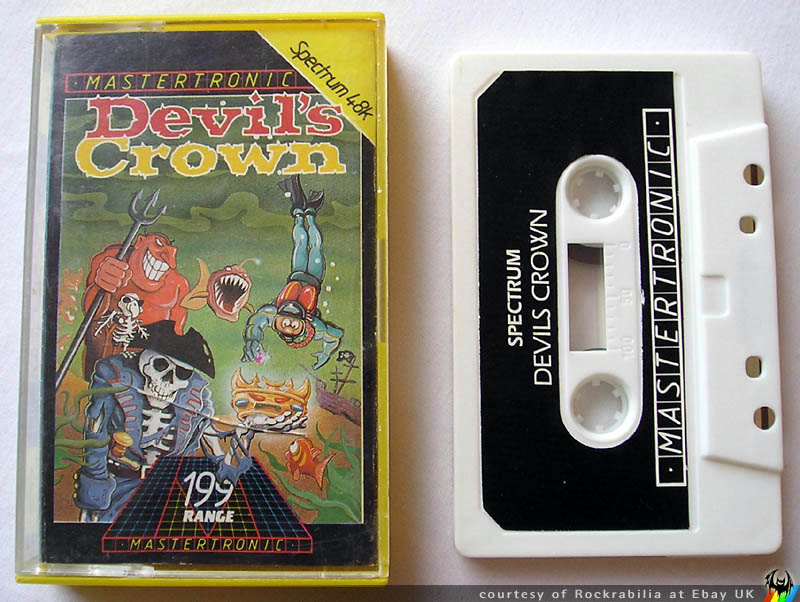 Spectrum 48k
MASTERTRONIC
Devil's
Crown
199
RANGE
MASTERTRONIC
SPECTRUM
DEVILS CROWN
0
50
100
MASTERTRONIC
courtesy of Rockrabilia at Ebay UK